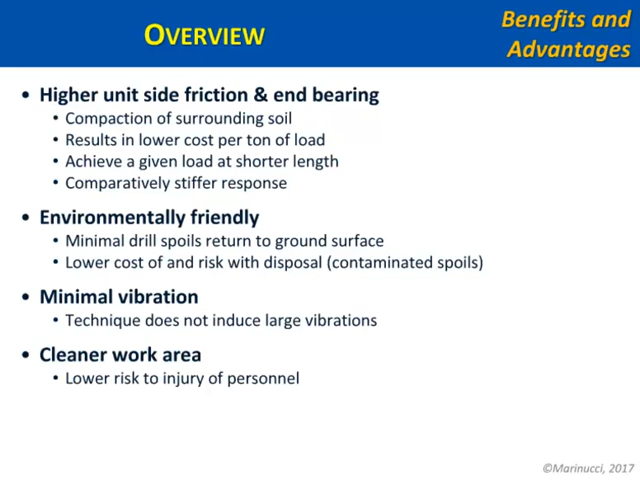 OVERVIEW
Benefits and
Advantages
• Higher unit side friction & end bearing
• Compaction of surrounding soil
• Results in lower cost per ton of load
• Achieve a given load at shorter length
• Comparatively stiffer response
• Environmentally friendly
• Minimal drill spoils return to ground surface
• Lower cost of and risk with disposal (contaminated spoils)
• Minimal vibration
• Technique does not induce large vibrations
• Cleaner work area
• Lower risk to injury of personnel
©Marinucci, 2017